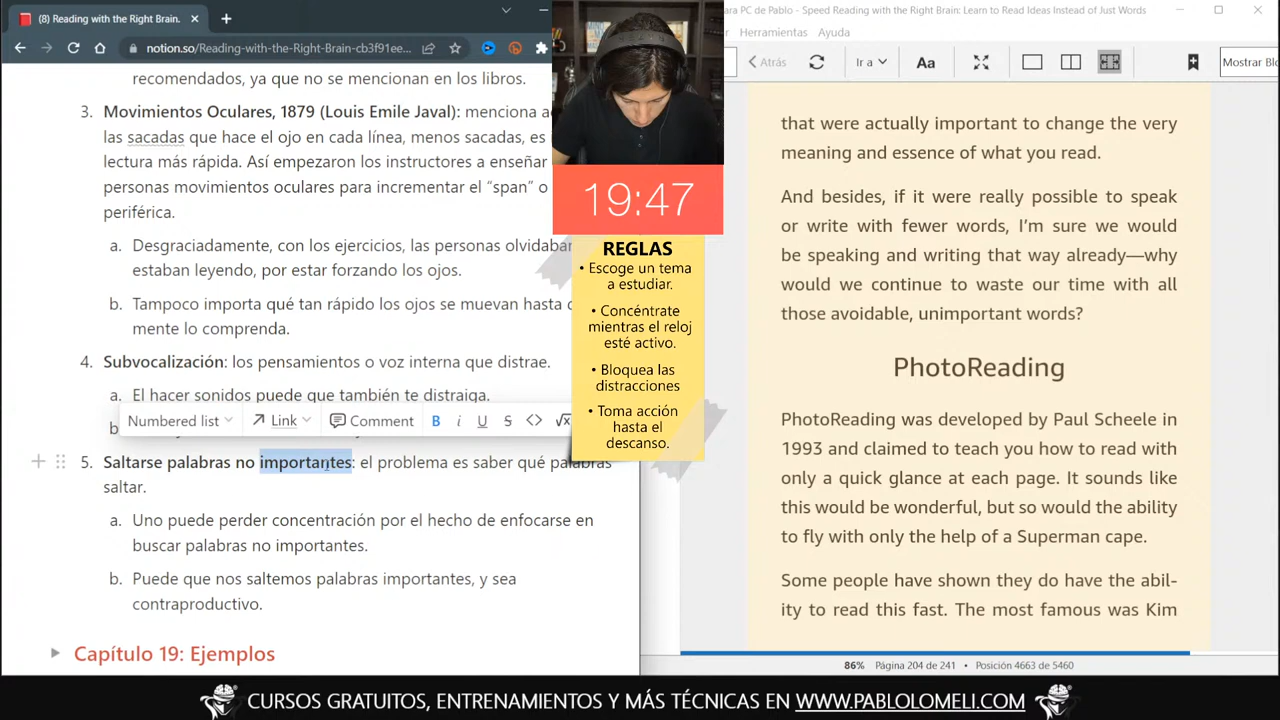 (8) Reading with the Right Brain.
notion.so/Reading-with-the-Right-Brain-cb3f91ee...
recomendados, ya que no se mencionan en los libros.
3. Movimientos Oculares, 1879 (Louis Emile Javal): menciona
las sacadas que hace el ojo en cada línea, menos sacadas, es
lectura más rápida. Así empezaron los instructores a enseñar
personas movimientos oculares para incrementar el “span” o
periférica.
a. Desgraciadamente, con los ejercicios, las personas olvidaban
estaban leyendo, por estar forzando los ojos.
b. Tampoco importa qué tan rápido los ojos se muevan hasta
mente lo comprenda.
4. Subvocalización: los pensamientos o voz interna que distrae.
a. El hacer sonidos puede que también te distraiga.
Numbered list
Link
Comment
B i U S <> √x
b
5. Saltarse palabras no importantes: el problema es saber qué palabras
saltar.
a. Uno puede perder concentración por el hecho de enfocarse en
buscar palabras no importantes.
b. Puede que nos saltemos palabras importantes, y sea
contraproductivo.
Capítulo 19: Ejemplos
19:47
REGLAS
• Escoge un tema
a estudiar.
• Concéntrate
mientras el reloj
esté activo.
• Bloquea las
distracciones
• Toma acción
hasta el
descanso.
ara PC de Pablo - Speed Reading with the Right Brain: Learn to Read Ideas Instead of Just Words
Herramientas Ayuda
Atrás
Ir a
Aa
Mostrar Blo
that were actually important to change the very
meaning and essence of what you read.
And besides, if it were really possible to speak
or write with fewer words, I’m sure we would
be speaking and writing that way already—why
would we continue to waste our time with all
those avoidable, unimportant words?
PhotoReading
PhotoReading was developed by Paul Scheele in
1993 and claimed to teach you how to read with
only a quick glance at each page. It sounds like
this would be wonderful, but so would the ability
to fly with only the help of a Superman cape.
Some people have shown they do have the abil-
ity to read this fast. The most famous was Kim
86% Página 204 de 241 • Posición 4663 de 5460
CURSOS GRATUITOS, ENTRENAMIENTOS Y MÁS TÉCNICAS EN WWW.PABLOLOMELI.COM